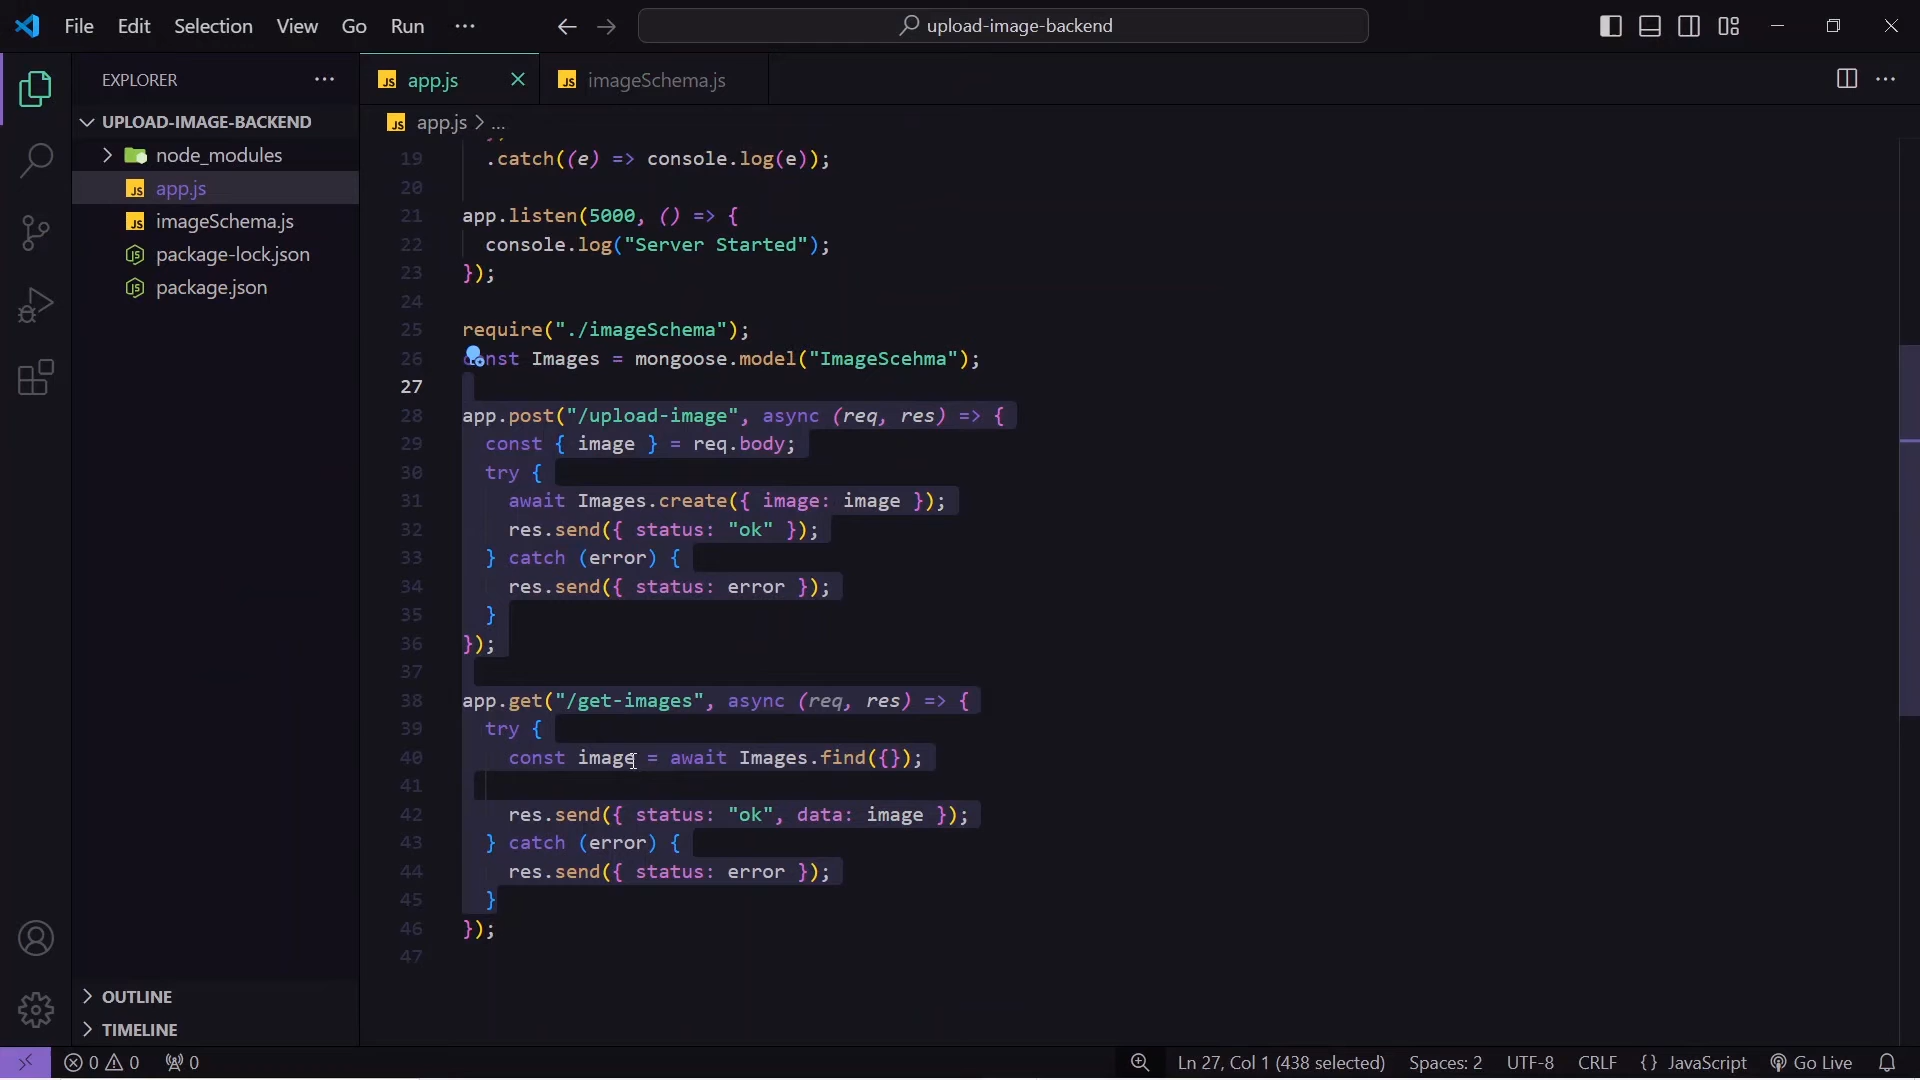 File Edit Selection View Go Run ...
upload-image-backend
EXPLORER
UPLOAD-IMAGE-BACKEND
node_modules
JS app.js
JS imageSchema.js
package-lock.json
package.json
OUTLINE
TIMELINE
JS app.js
JS imageSchema.js
JS app.js > ...
19 .catch((e) => console.log(e));
20
21 app.listen(5000, () => {
22 console.log("Server Started");
23 });
24
25 require("./imageSchema");
26 const Images = mongoose.model("ImageScehma");
27
28 app.post("/upload-image", async (req, res) => {
29 const { image } = req.body;
30 try {
31 await Images.create({ image: image });
32 res.send({ status: "ok" });
33 } catch (error) {
34 res.send({ status: error });
35 }
36 });
37
38 app.get("/get-images", async (req, res) => {
39 try {
40 const image = await Images.find({});
41
42 res.send({ status: "ok", data: image });
43 } catch (error) {
44 res.send({ status: error });
45 }
46 });
47
0 0 0 Ln 27, Col 1 (438 selected) Spaces: 2 UTF-8 CRLF {} JavaScript Go Live